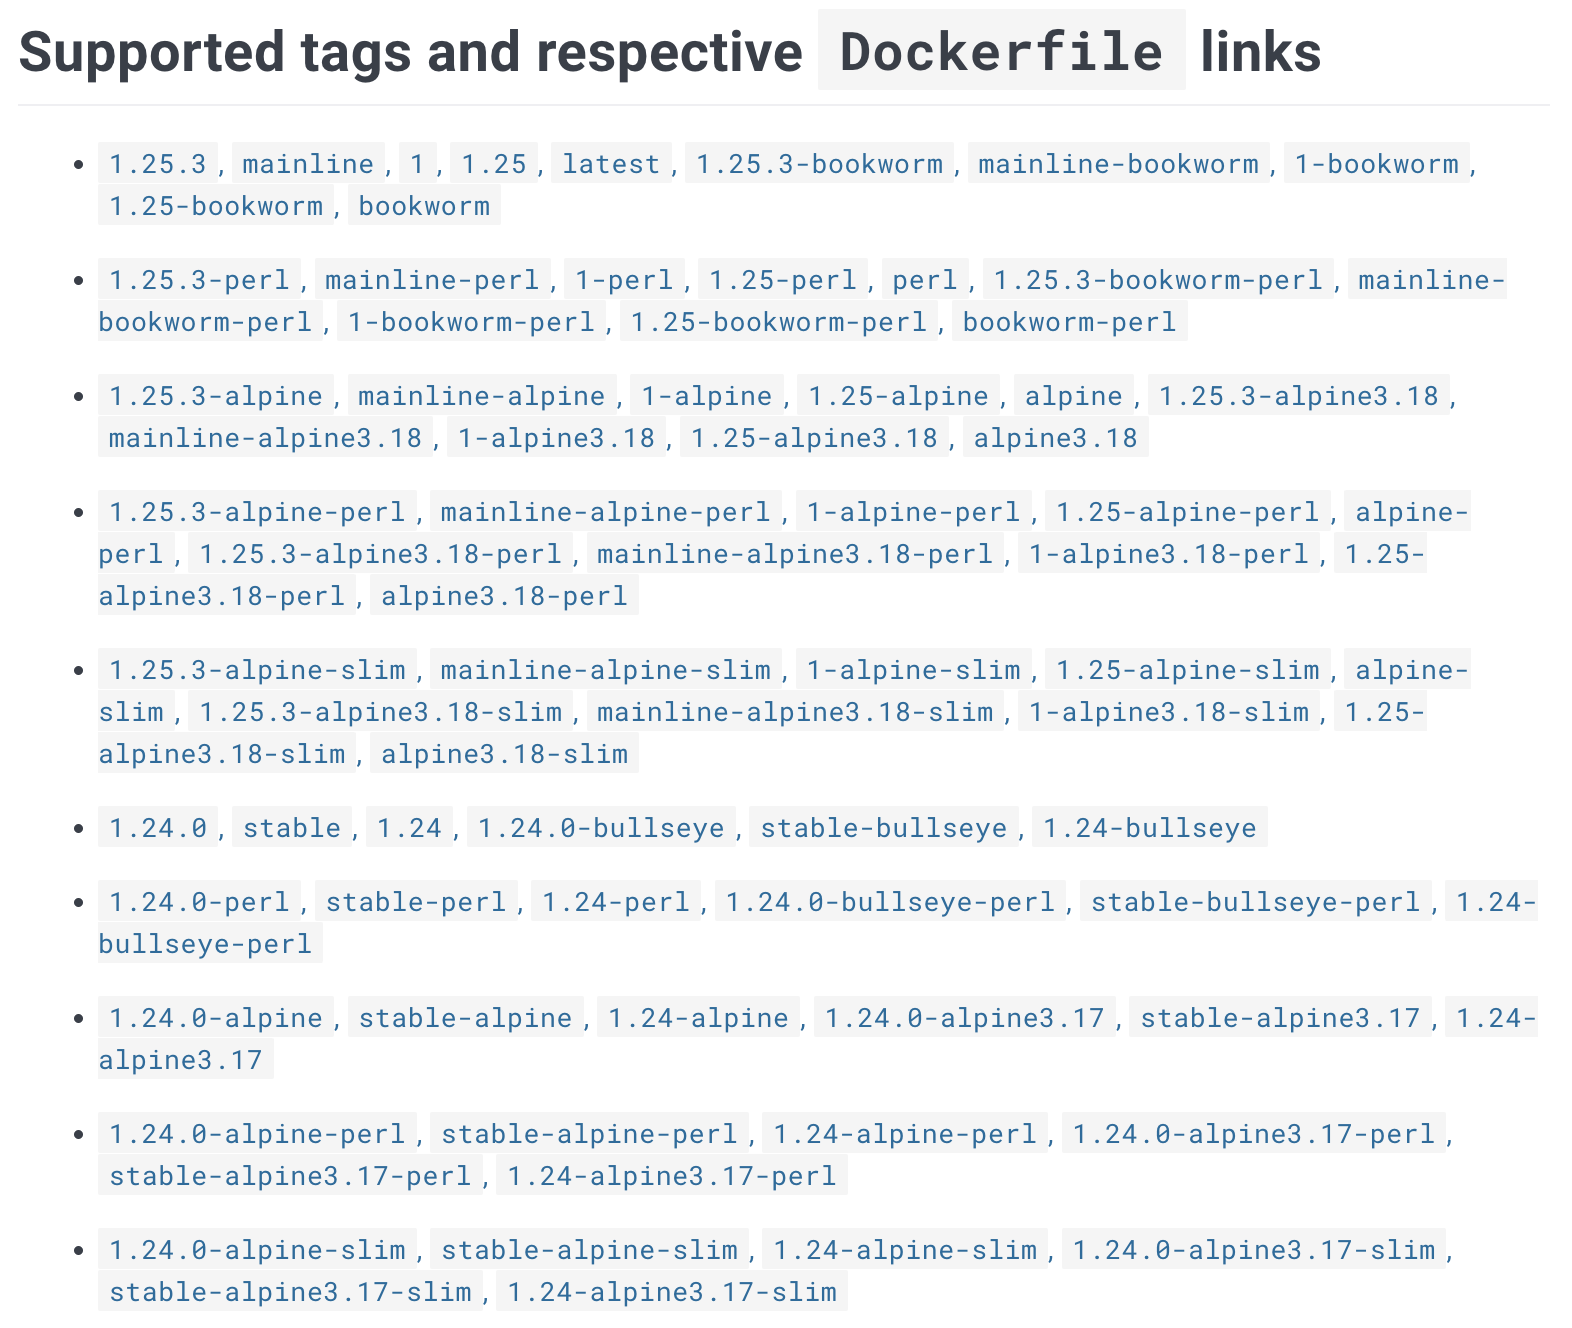 Supported tags and respective Dockerfile links
• 1.25.3, mainline, 1, 1.25, latest, 1.25.3-bookworm, mainline-bookworm, 1-bookworm,
1.25-bookworm, bookworm
• 1.25.3-perl, mainline-perl, 1-perl, 1.25-perl, perl, 1.25.3-bookworm-perl, mainline-
bookworm-perl, 1-bookworm-perl, 1.25-bookworm-perl, bookworm-perl
• 1.25.3-alpine, mainline-alpine, 1-alpine, 1.25-alpine, alpine, 1.25.3-alpine3.18,
mainline-alpine3.18, 1-alpine3.18, 1.25-alpine3.18, alpine3.18
• 1.25.3-alpine-perl, mainline-alpine-perl, 1-alpine-perl, 1.25-alpine-perl, alpine-
perl, 1.25.3-alpine3.18-perl, mainline-alpine3.18-perl, 1-alpine3.18-perl, 1.25-
alpine3.18-perl, alpine3.18-perl
• 1.25.3-alpine-slim, mainline-alpine-slim, 1-alpine-slim, 1.25-alpine-slim, alpine-
slim, 1.25.3-alpine3.18-slim, mainline-alpine3.18-slim, 1-alpine3.18-slim, 1.25-
alpine3.18-slim, alpine3.18-slim
• 1.24.0, stable, 1.24, 1.24.0-bullseye, stable-bullseye, 1.24-bullseye
• 1.24.0-perl, stable-perl, 1.24-perl, 1.24.0-bullseye-perl, stable-bullseye-perl, 1.24-
bullseye-perl
• 1.24.0-alpine, stable-alpine, 1.24-alpine, 1.24.0-alpine3.17, stable-alpine3.17, 1.24-
alpine3.17
• 1.24.0-alpine-perl, stable-alpine-perl, 1.24-alpine-perl, 1.24.0-alpine3.17-perl,
stable-alpine3.17-perl, 1.24-alpine3.17-perl
• 1.24.0-alpine-slim, stable-alpine-slim, 1.24-alpine-slim, 1.24.0-alpine3.17-slim,
stable-alpine3.17-slim, 1.24-alpine3.17-slim